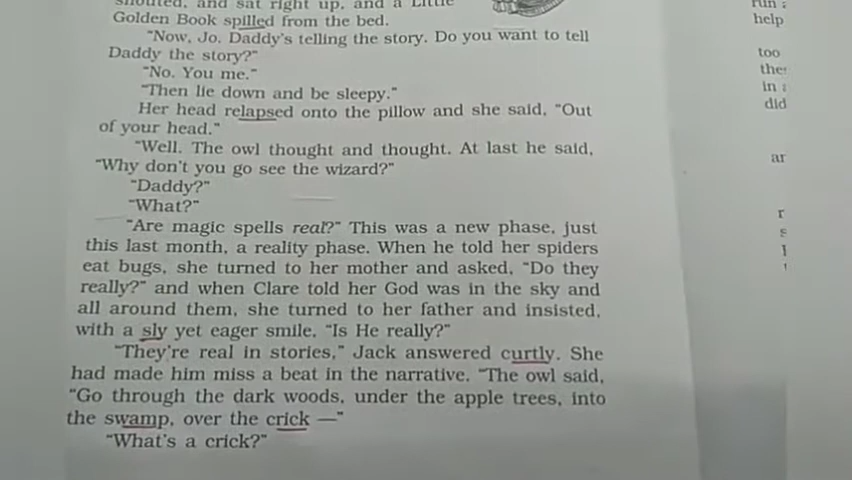 shouted, and sat right up, and a Little
Golden Book spilled from the bed.
"Now, Jo. Daddy's telling the story. Do you want to tell
Daddy the story?"
"No. You me."
"Then lie down and be sleepy."
Her head relapsed onto the pillow and she said, "Out
of your head."
"Well. The owl thought and thought. At last he said,
"Why don't you go see the wizard?"
"Daddy?"
"What?"
"Are magic spells real?" This was a new phase, just
this last month, a reality phase. When he told her spiders
eat bugs, she turned to her mother and asked, "Do they
really?" and when Clare told her God was in the sky and
all around them, she turned to her father and insisted,
with a sly yet eager smile, "Is He really?"
"They're real in stories," Jack answered curtly. She
had made him miss a beat in the narrative. "The owl said,
"Go through the dark woods, under the apple trees, into
the swamp, over the crick —"
"What's a crick?"
help
too
in
did